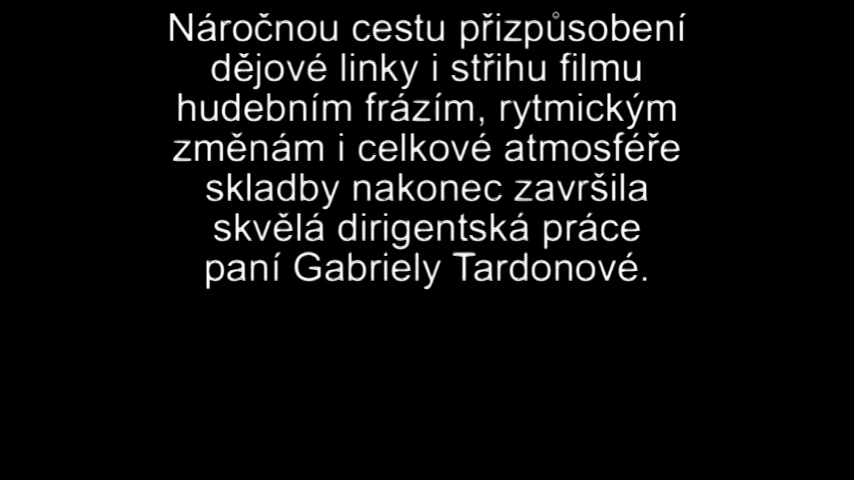 Náročnou cestu přizpůsobení
dějové linky i střihu filmu
hudebním frázím, rytmickým
změnám i celkové atmosféře
skladby nakonec završila
skvělá dirigentská práce
paní Gabriely Tardonové.